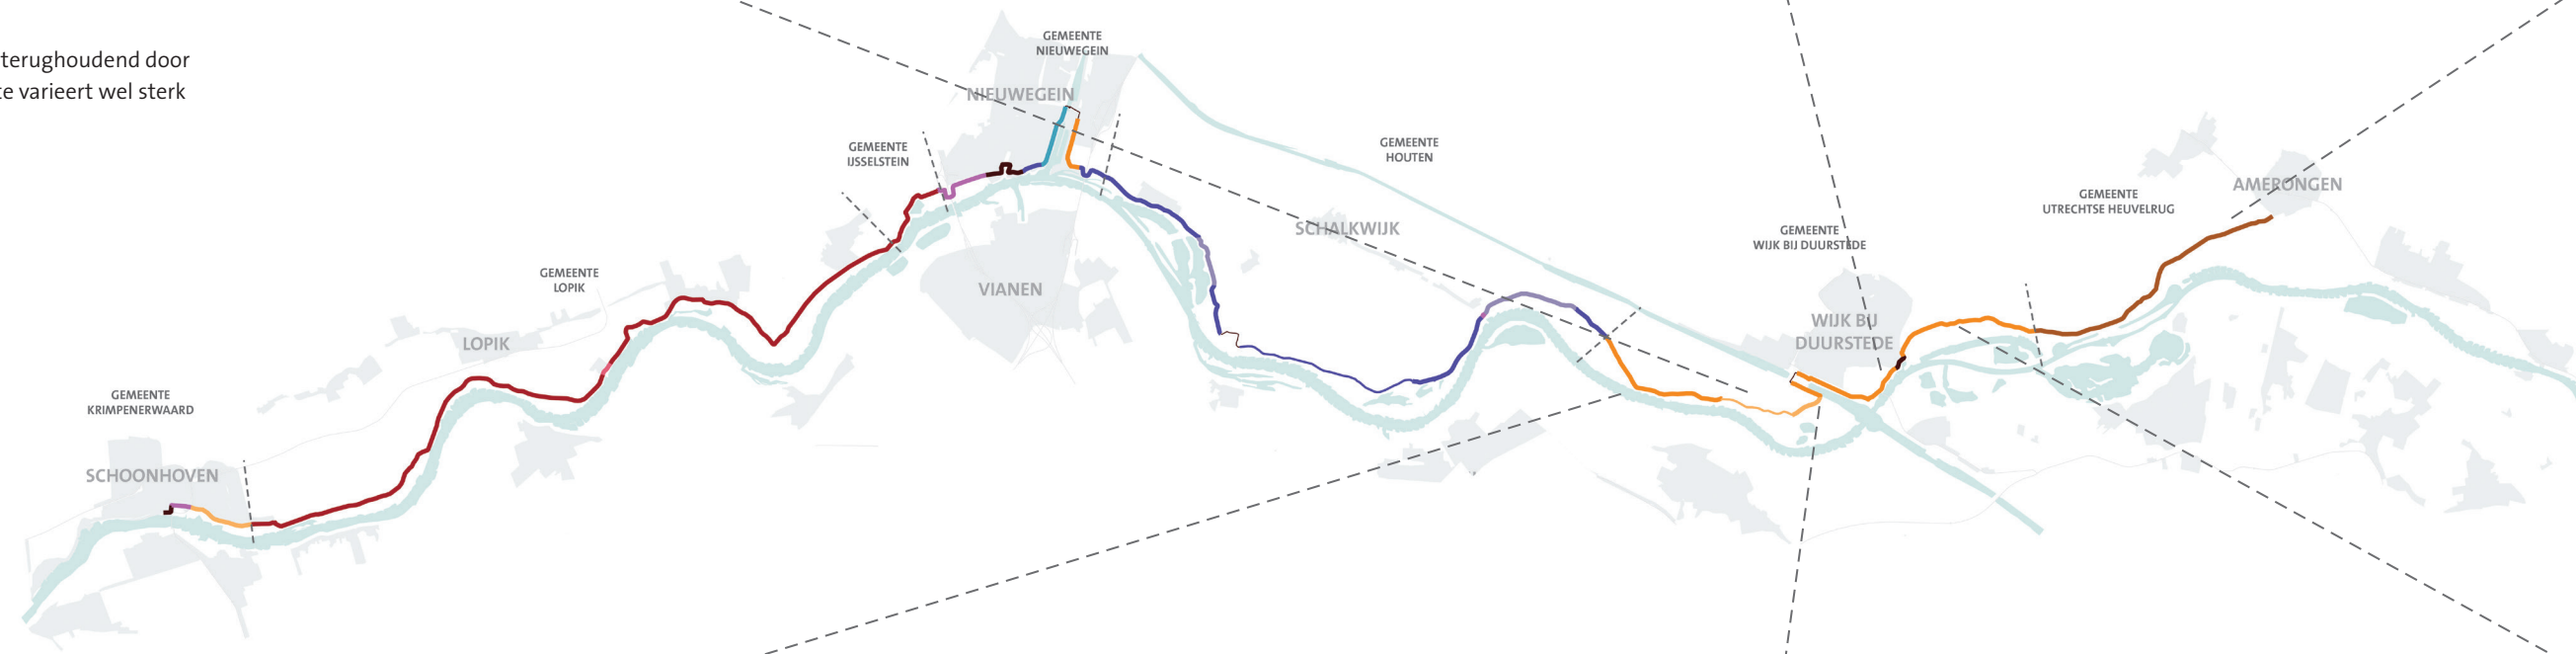 terughoudend door
te varieert wel sterk
GEMEENTE
NIEUWEGEIN
NIEUWEGEIN
GEMEENTE
IJSSELSTEIN
GEMEENTE
HOUTEN
GEMEENTE
UTRECHTSE HEUVELRUG
AMERONGEN
SCHALKWIJK
GEMEENTE
WIJK BIJ DUURSTEDE
GEMEENTE
LOPIK
VIANEN
WIJK BIJ
DUURSTEDE
LOPIK
GEMEENTE
KRIMPENERWAARD
SCHOONHOVEN